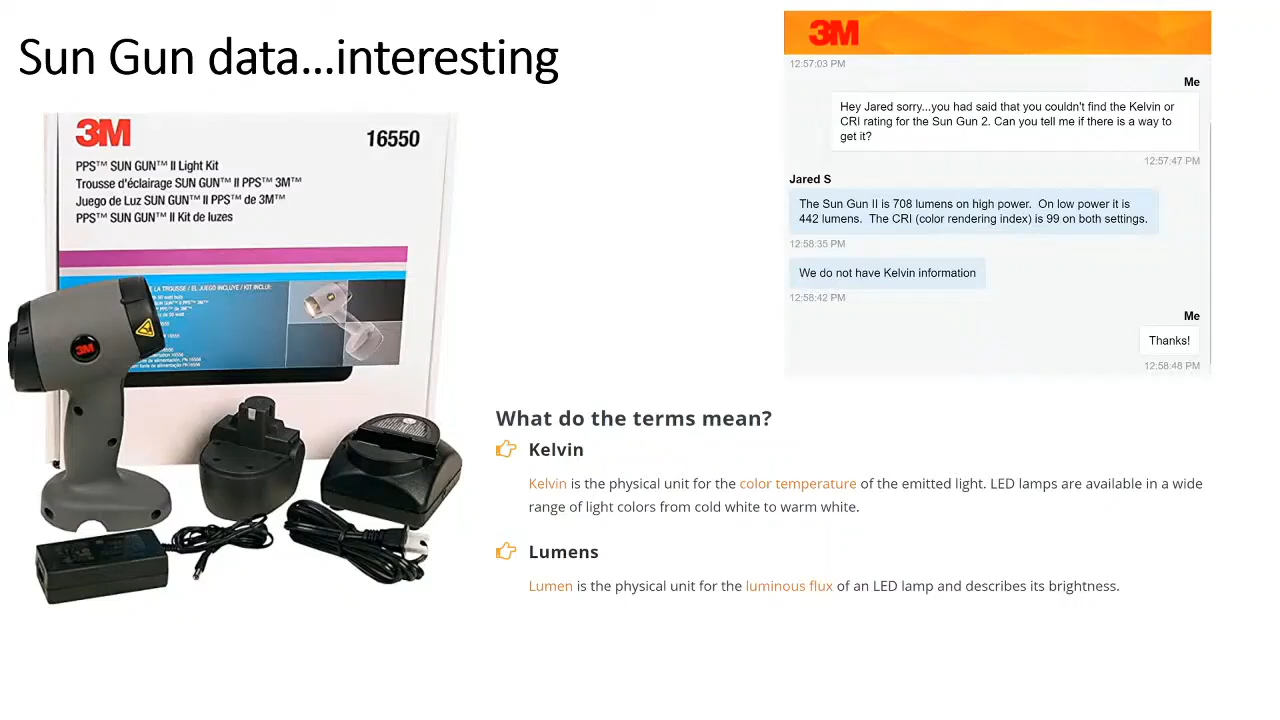 Sun Gun data...interesting
3M
16550
PPS™ SUN GUN™ II Light Kit
Trousse d'éclairage SUN GUN™ II PPS™ 3M™
Juego de Luz SUN GUN™ II PPS™ de 3M™
PPS™ SUN GUN™ II Kit de luzes
LA TROUSSE / EL JUEGO INCLUYE / KIT INCLUI:
3M
3M
12:57:03 PM
Me
Hey Jared sorry...you had said that you couldn't find the Kelvin or
CRI rating for the Sun Gun 2. Can you tell me if there is a way to
get it?
12:57:47 PM
Jared S
The Sun Gun II is 708 lumens on high power. On low power it is
442 lumens. The CRI (color rendering index) is 99 on both settings.
12:58:35 PM
We do not have Kelvin information
12:58:42 PM
Me
Thanks!
12:58:48 PM
What do the terms mean?
Kelvin
Kelvin is the physical unit for the color temperature of the emitted light. LED lamps are available in a wide
range of light colors from cold white to warm white.
Lumens
Lumen is the physical unit for the luminous flux of an LED lamp and describes its brightness.